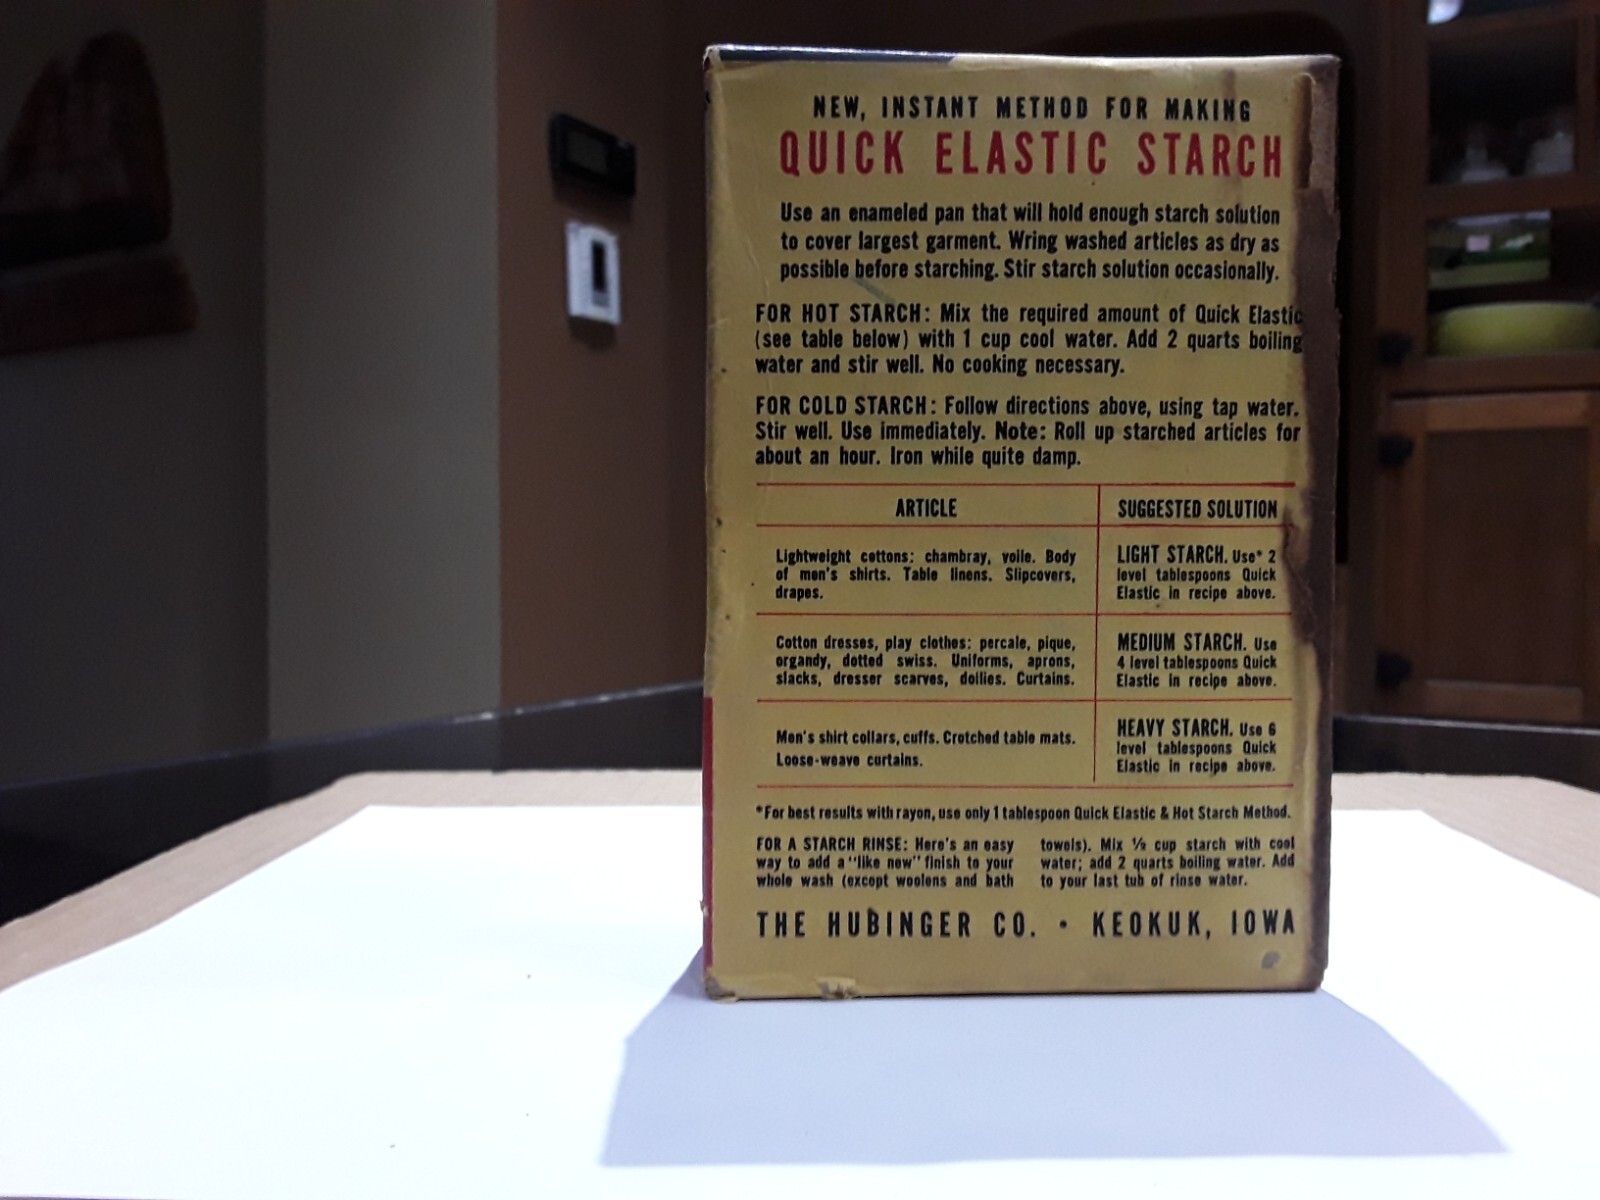 NEW, INSTANT METHOD FOR MAKING
QUICK ELASTIC STARCH
Use an enameled pan that will hold enough starch solution
to cover largest garment. Wring washed articles as dry as
possible before starching. Stir starch solution occasionally.
FOR HOT STARCH: Mix the required amount of Quick Elastic
(see table below) with 1 cup cool water. Add 2 quarts boiling
water and stir well. No cooking necessary.
FOR COLD STARCH: Follow directions above, using tap water.
Stir well. Use immediately. Note: Roll up starched articles for
about an hour. Iron while quite damp.
ARTICLE
SUGGESTED SOLUTION
Lightweight cottons: chambray, voile. Body
of men's shirts. Table linens. Slipcovers,
drapes.
LIGHT STARCH. Use* 2
level tablespoons Quick
Elastic in recipe above.
Cotton dresses, play clothes: percale, pique,
organdy, dotted swiss. Uniforms, aprons,
slacks, dresser scarves, doilies. Curtains.
MEDIUM STARCH. Use
4 level tablespoons Quick
Elastic in recipe above.
Men's shirt collars, cuffs. Crotched table mats.
Loose-weave curtains.
HEAVY STARCH. Use 6
level tablespoons Quick
Elastic in recipe above.
*For best results with rayon, use only 1 tablespoon Quick Elastic & Hot Starch Method.
FOR A STARCH RINSE: Here's an easy
way to add a "like new" finish to your
whole wash (except woolens and bath
towels). Mix ½ cup starch with cool
water; add 2 quarts boiling water. Add
to your last tub of rinse water.
THE HUBINGER CO. • KEOKUK, IOWA